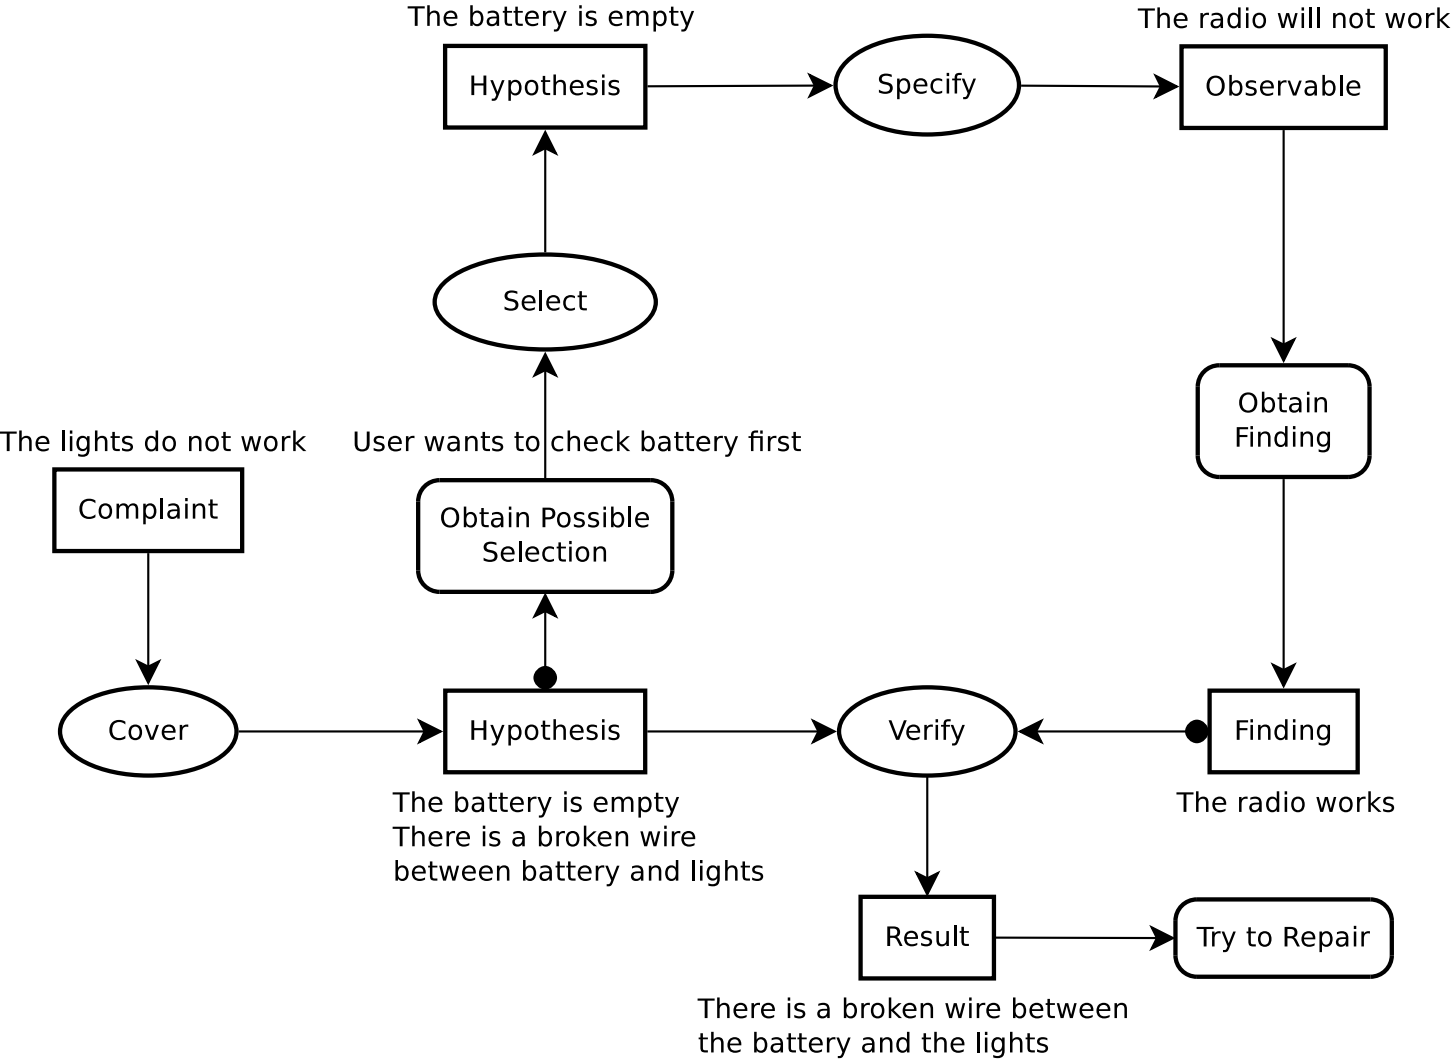 The battery is empty
The radio will not work
Hypothesis
Specify
Observable
Select
Obtain
Finding
The lights do not work
User wants to check battery first
Complaint
Obtain Possible
Selection
Cover
Hypothesis
Verify
Finding
The battery is empty
There is a broken wire
between battery and lights
The radio works
Result
Try to Repair
There is a broken wire between
the battery and the lights